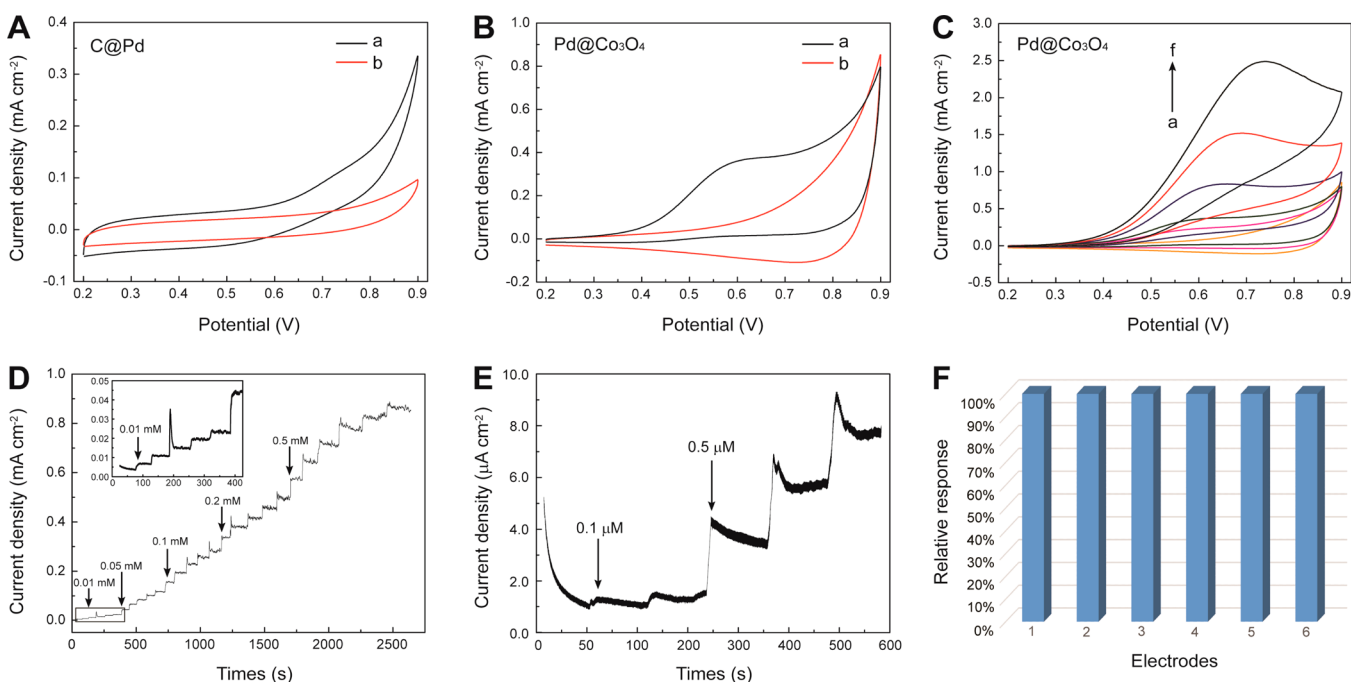 A
C@Pd
a
b
0.4
0.3
0.2
0.1
0.0
-0.1
Current density (mA cm⁻²)
0.2 0.3 0.4 0.5 0.6 0.7 0.8 0.9
Potential (V)
B
Pd@Co₃O₄
a
b
1.0
0.8
0.6
0.4
0.2
0.0
-0.2
Current density (mA cm⁻²)
0.2 0.3 0.4 0.5 0.6 0.7 0.8 0.9
Potential (V)
C
Pd@Co₃O₄
f
a
3.0
2.5
2.0
1.5
1.0
0.5
0.0
-0.5
Current density (mA cm⁻²)
0.2 0.3 0.4 0.5 0.6 0.7 0.8 0.9
Potential (V)
D
1.0
0.8
0.6
0.4
0.2
0.0
Current density (mA cm⁻²)
0.05
0.04
0.03
0.02
0.01
0.00
0.01 mM
0 100 200 300 400
0.5 mM
0.2 mM
0.1 mM
0.05 mM
0.01 mM
0 500 1000 1500 2000 2500
Times (s)
E
10.0
8.0
6.0
4.0
2.0
0.0
Current density (µA cm⁻²)
0.5 µM
0.1 µM
0 100 200 300 400 500 600
Times (s)
F
100%
90%
80%
70%
60%
50%
40%
30%
20%
10%
0%
Relative response
1 2 3 4 5 6
Electrodes